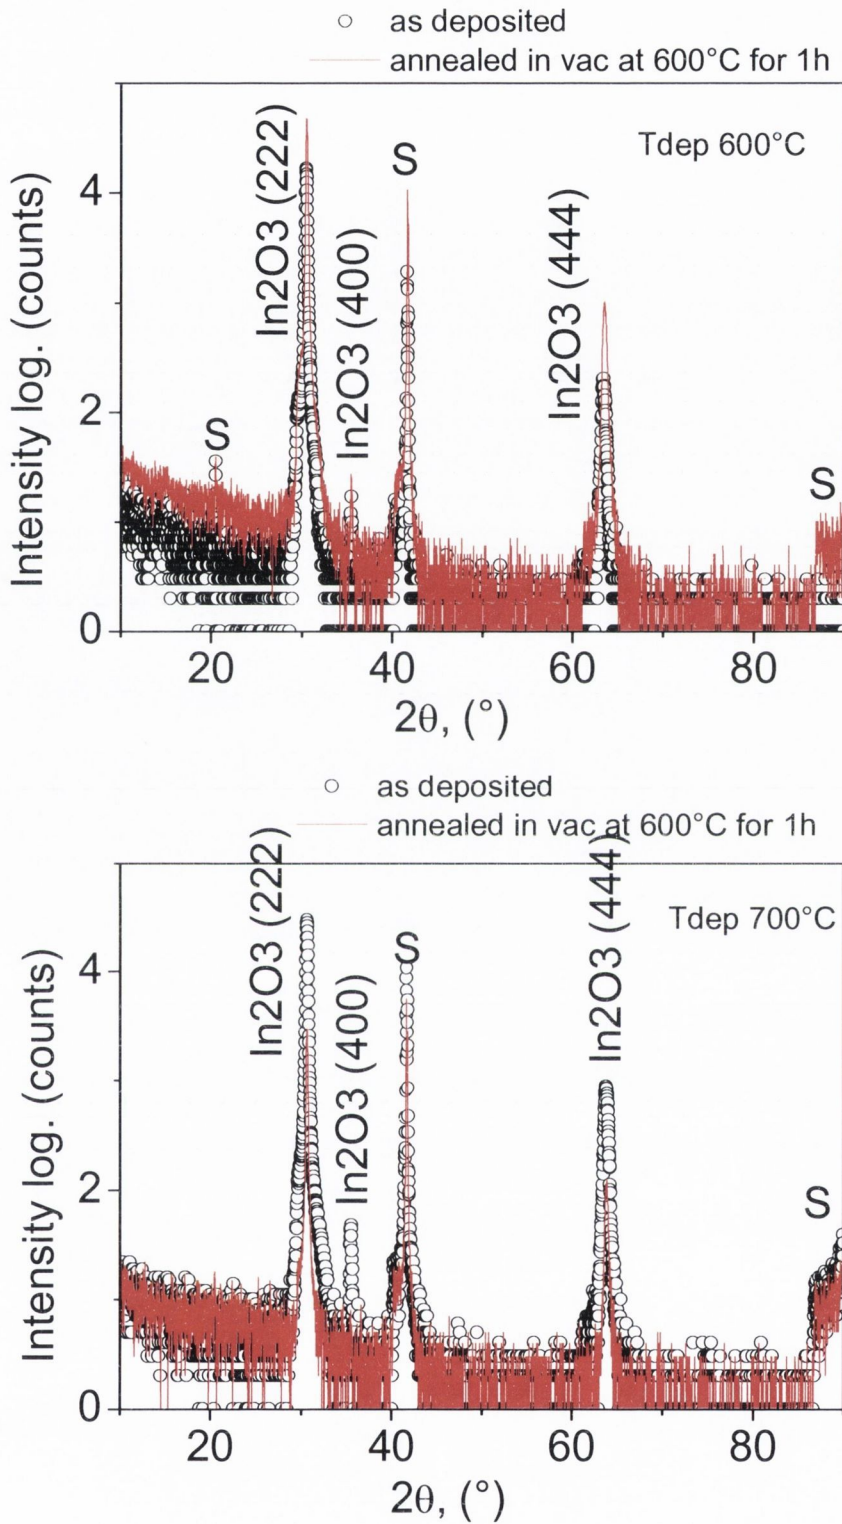 as deposited
annealed in vac at 600°C for 1h
Tdep 600°C
In2O3 (222)
In2O3 (400)
In2O3 (444)
S
S
S
Intensity log. (counts)
4
2
0
20
40
60
80
2θ, (°)
as deposited
annealed in vac at 600°C for 1h
Tdep 700°C
In2O3 (222)
In2O3 (400)
In2O3 (444)
S
S
Intensity log. (counts)
4
2
0
20
40
60
80
2θ, (°)